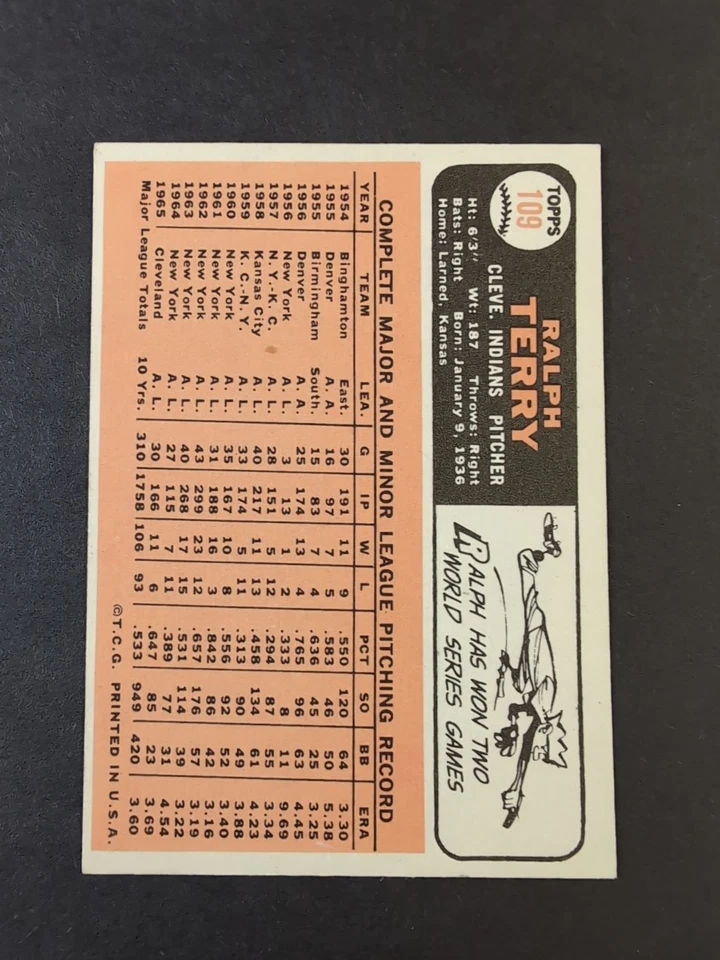 TOPPS
109
RALPH
TERRY
CLEVE. INDIANS PITCHER
Ht: 6'3" Wt: 187 Throws: Right
Bats: Right Born: January 9, 1936
Home: Larned, Kansas
RALPH HAS WON TWO
WORLD SERIES GAMES
COMPLETE MAJOR AND MINOR LEAGUE PITCHING RECORD
YEAR TEAM LEA. G IP W L PCT SO BB ERA
1954 Binghamton East. 30 191 11 9 .550 120 64 3.30
1955 Denver A. A. 16 97 7 5 .583 46 50 5.38
1955 Birmingham South. 15 83 7 4 .636 45 25 3.25
1956 Denver A. A. 25 174 13 4 .765 96 63 4.45
1956 New York A. L. 3 13 1 2 .333 8 11 9.69
1957 N. Y.-K. C. A. L. 28 151 5 12 .294 87 55 3.34
1958 Kansas City A. L. 40 217 11 13 .458 134 61 4.23
1959 K. C.-N. Y. A. L. 33 174 5 11 .313 90 49 3.88
1960 New York A. L. 35 167 10 8 .556 92 52 3.40
1961 New York A. L. 31 188 16 3 .842 86 42 3.16
1962 New York A. L. 43 299 23 12 .657 176 57 3.19
1963 New York A. L. 40 268 17 15 .531 114 39 3.22
1964 New York A. L. 27 115 7 11 .389 77 31 4.54
1965 Cleveland A. L. 30 166 11 6 .647 85 23 3.69
Major League Totals 10 Yrs. 310 1758 106 93 .533 949 420 3.60
©T.C.G. PRINTED IN U.S.A.